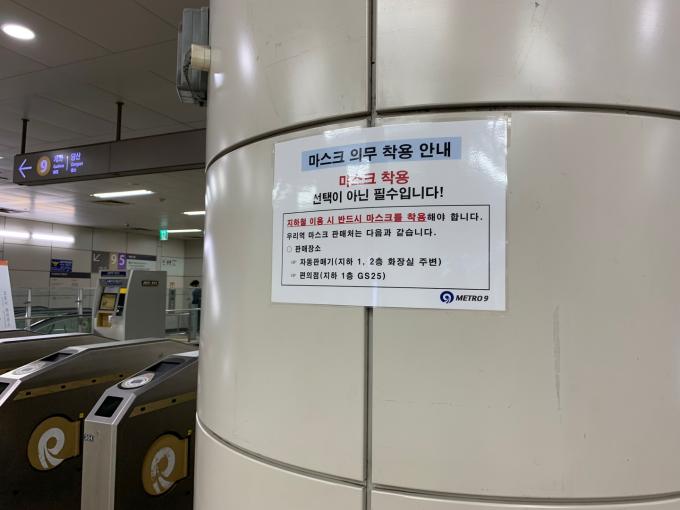 마스크 의무 착용 안내
마스크 착용
선택이 아닌 필수입니다!
지하철 이용 시 반드시 마스크를 착용해야 합니다.
우리역 마스크 판매처는 다음과 같습니다.
○ 판매장소
☞ 자동판매기(지하 1, 2층 화장실 주변)
☞ 편의점(지하 1층 GS25)
METRO 9
← 9 당산
9 5